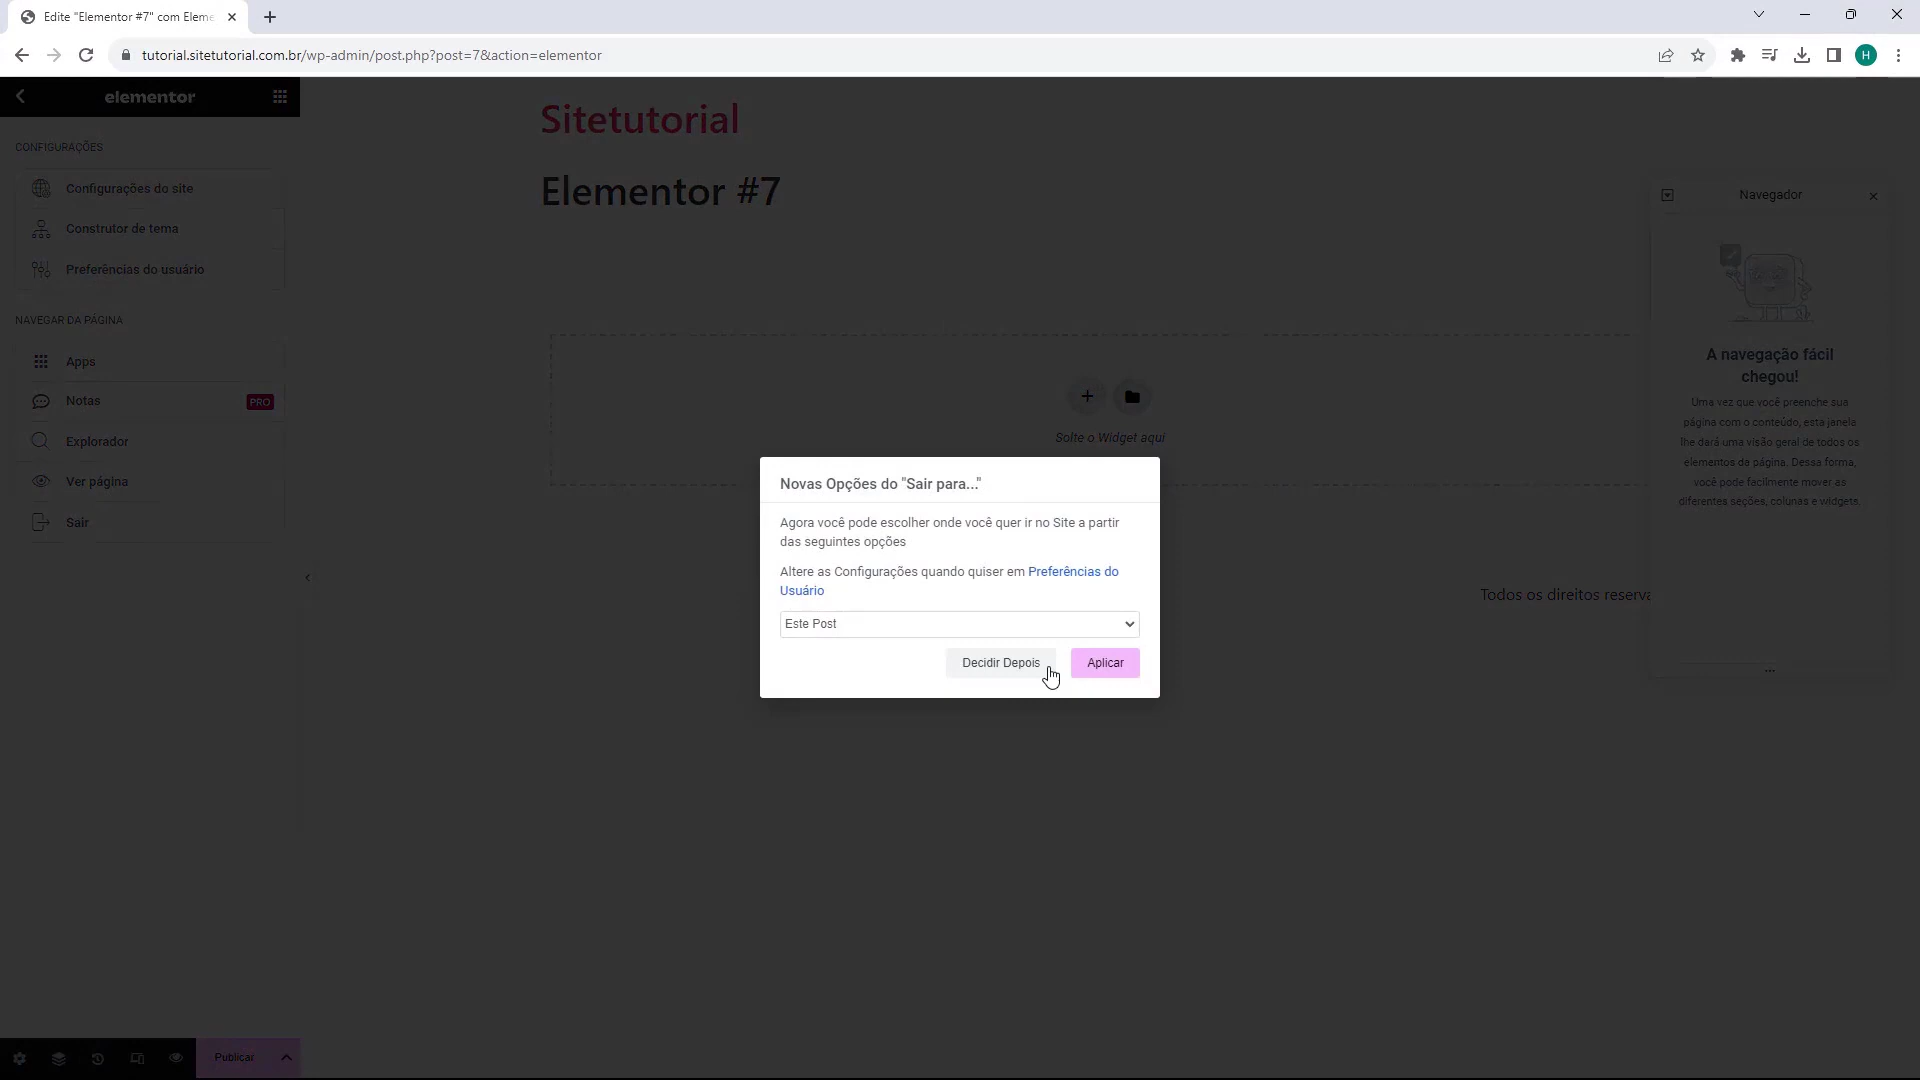 Edite "Elementor #7" com Eleme
tutorial.sitetutorial.com.br/wp-admin/post.php?post=7&action=elementor
H
elementor
CONFIGURAÇÕES
Configurações do site
Construtor de tema
Preferências do usuário
NAVEGAR DA PÁGINA
Apps
Notas
PRO
Explorador
Ver página
Sair
Publicar
Sitetutorial
Elementor #7
Solte o Widget aqui
Todos os direitos reserva
Novas Opções do "Sair para..."
Agora você pode escolher onde você quer ir no Site a partir
das seguintes opções
Altere as Configurações quando quiser em Preferências do
Usuário
Este Post
Decidir Depois
Aplicar
Navegador
A navegação fácil
chegou!
Uma vez que você preenche sua
página com o conteúdo, esta janela
lhe dará uma visão geral de todos os
elementos da página. Dessa forma,
você pode facilmente mover as
diferentes seções, colunas e widgets.